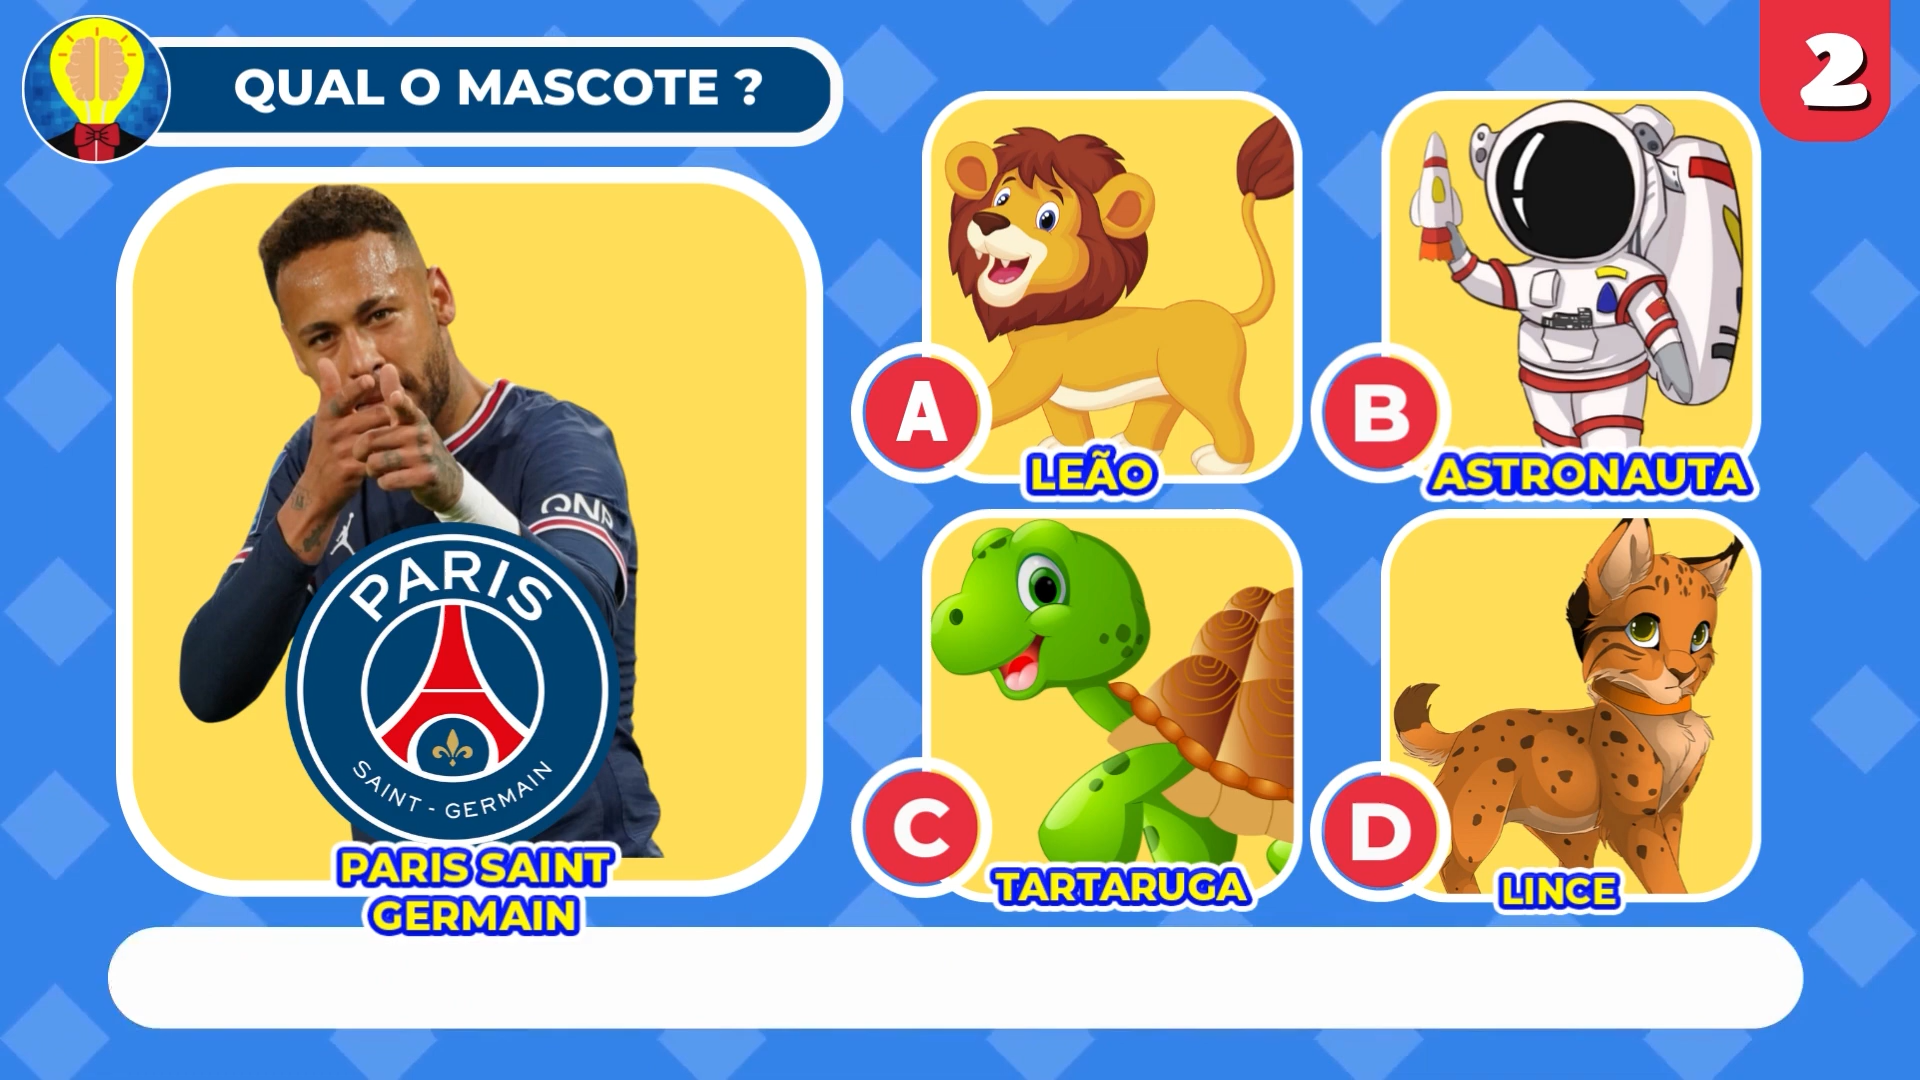 QUAL O MASCOTE ?
2
A
LEÃO
B
ASTRONAUTA
PARIS
SAINT - GERMAIN
PARIS SAINT
GERMAIN
C
TARTARUGA
D
LINCE